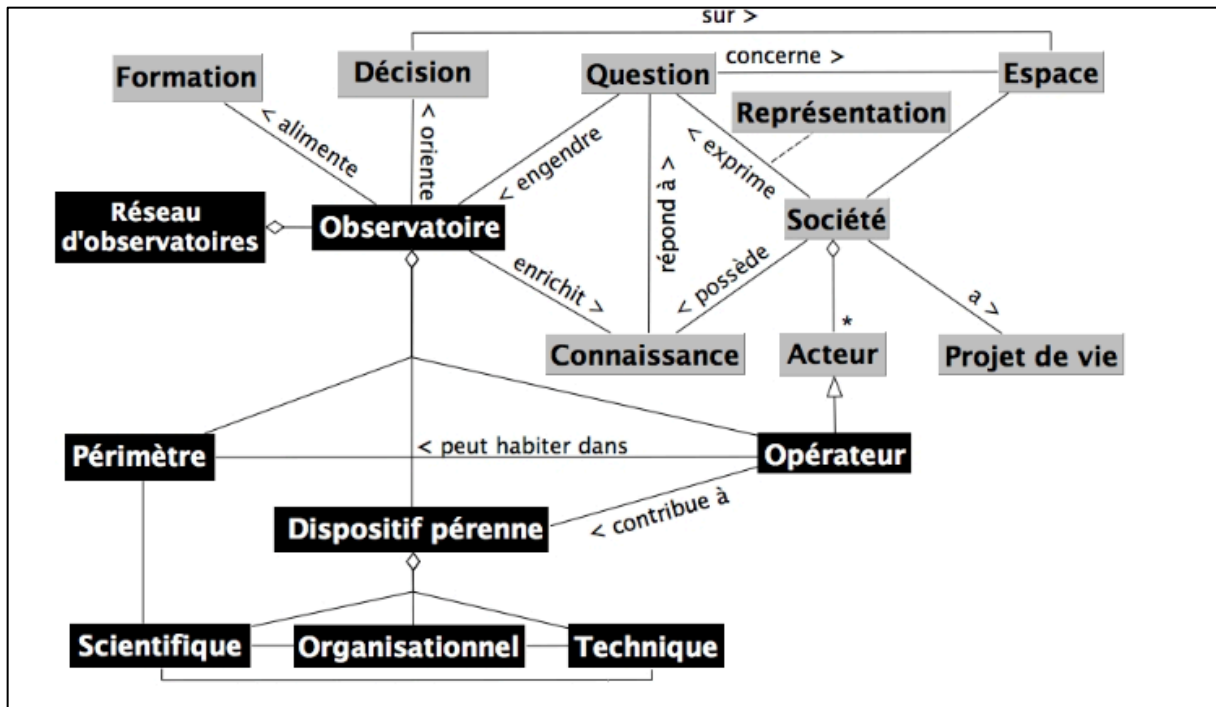 sur >
Formation
Décision
Question
concerne >
Espace
Représentation
< alimente
< oriente
< engendre
< exprime
Réseau
d'observatoires
Observatoire
Société
répond à >
enrichit >
< possède
a >
*
Connaissance
Acteur
Projet de vie
Périmètre
< peut habiter dans
Opérateur
< contribue à
Dispositif pérenne
Scientifique
Organisationnel
Technique